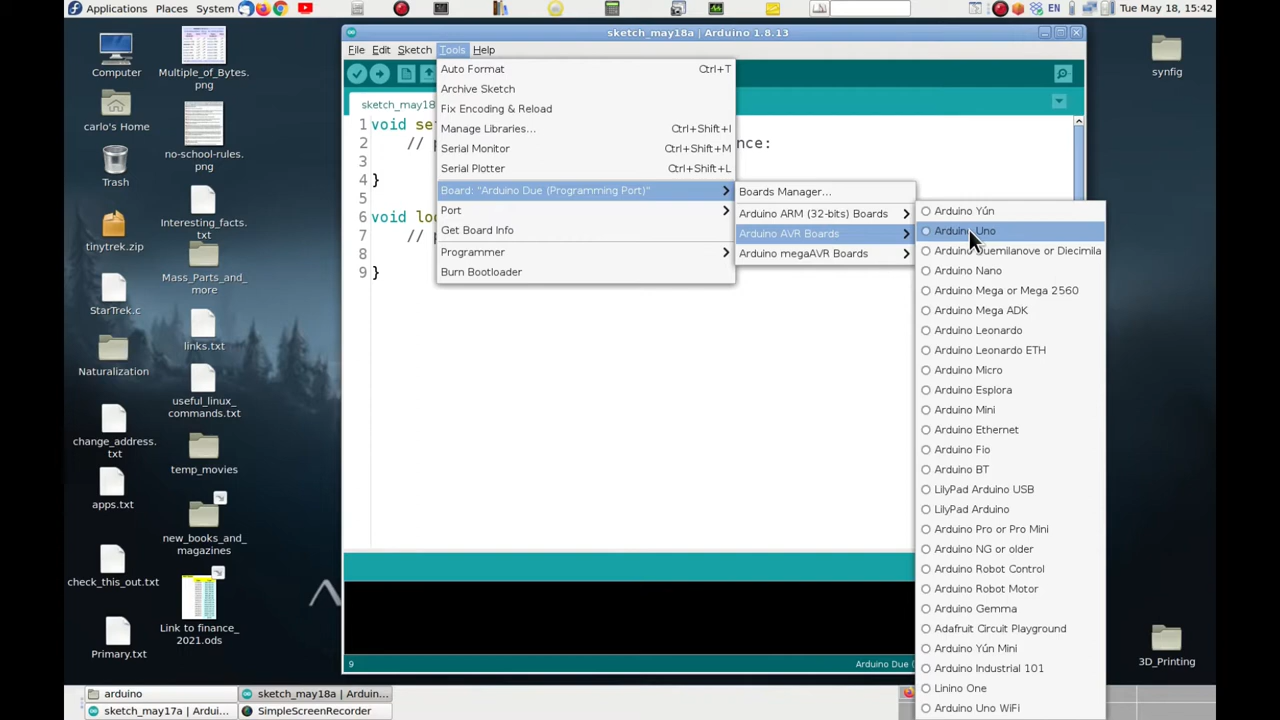 Applications Places System EN Tue May 18, 15:42
sketch_may18a | Arduino 1.8.13
File Edit Sketch Tools Help
sketch_may18
Auto Format Ctrl+T
Archive Sketch
Fix Encoding & Reload
Manage Libraries... Ctrl+Shift+I
Serial Monitor Ctrl+Shift+M
Serial Plotter Ctrl+Shift+L
Board: "Arduino Due (Programming Port)"
Port
Get Board Info
Programmer
Burn Bootloader
1 void se
2 // p nce:
3
4 }
5
6 void loo
7 // p
8
9 }
Boards Manager...
Arduino ARM (32-bits) Boards
Arduino AVR Boards
Arduino megaAVR Boards
Arduino Yún
Arduino Uno
Arduino Duemilanove or Diecimila
Arduino Nano
Arduino Mega or Mega 2560
Arduino Mega ADK
Arduino Leonardo
Arduino Leonardo ETH
Arduino Micro
Arduino Esplora
Arduino Mini
Arduino Ethernet
Arduino Fio
Arduino BT
LilyPad Arduino USB
LilyPad Arduino
Arduino Pro or Pro Mini
Arduino NG or older
Arduino Robot Control
Arduino Robot Motor
Arduino Gemma
Adafruit Circuit Playground
Arduino Yún Mini
Arduino Industrial 101
Linino One
Arduino Uno WiFi
9 Arduino Due (
Computer
carlo's Home
Trash
tinytrek.zip
StarTrek.c
Naturalization
change_address.
txt
apps.txt
check_this_out.txt
Primary.txt
Multiple_of_Bytes.
png
no-school-rules.
png
Interesting_facts.
txt
Mass_Parts_and_
more
links.txt
useful_linux_
commands.txt
temp_movies
new_books_and_
magazines
Link to finance_
2021.ods
synfig
3D_Printing
arduino
sketch_may18a | Arduin...
sketch_may17a | Ardui...
SimpleScreenRecorder